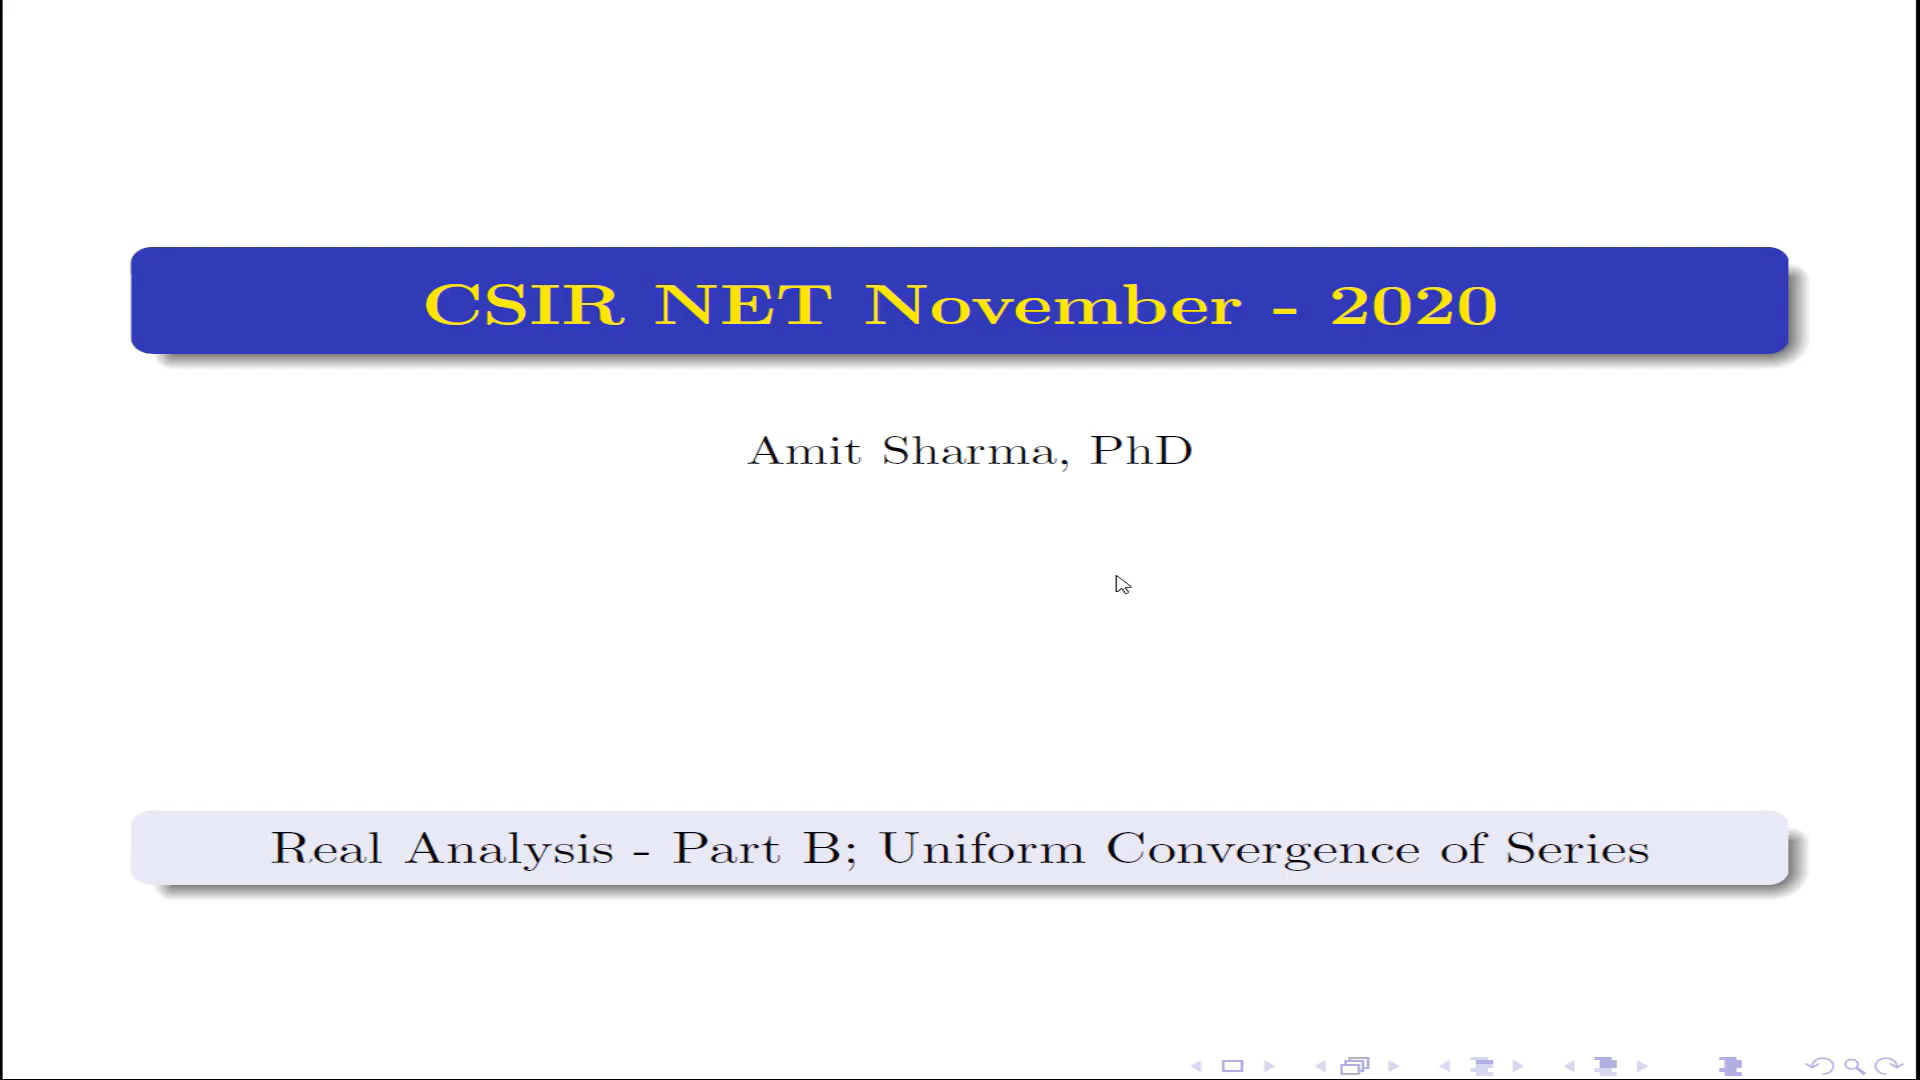 CSIR NET November - 2020
Amit Sharma, PhD
Real Analysis - Part B; Uniform Convergence of Series